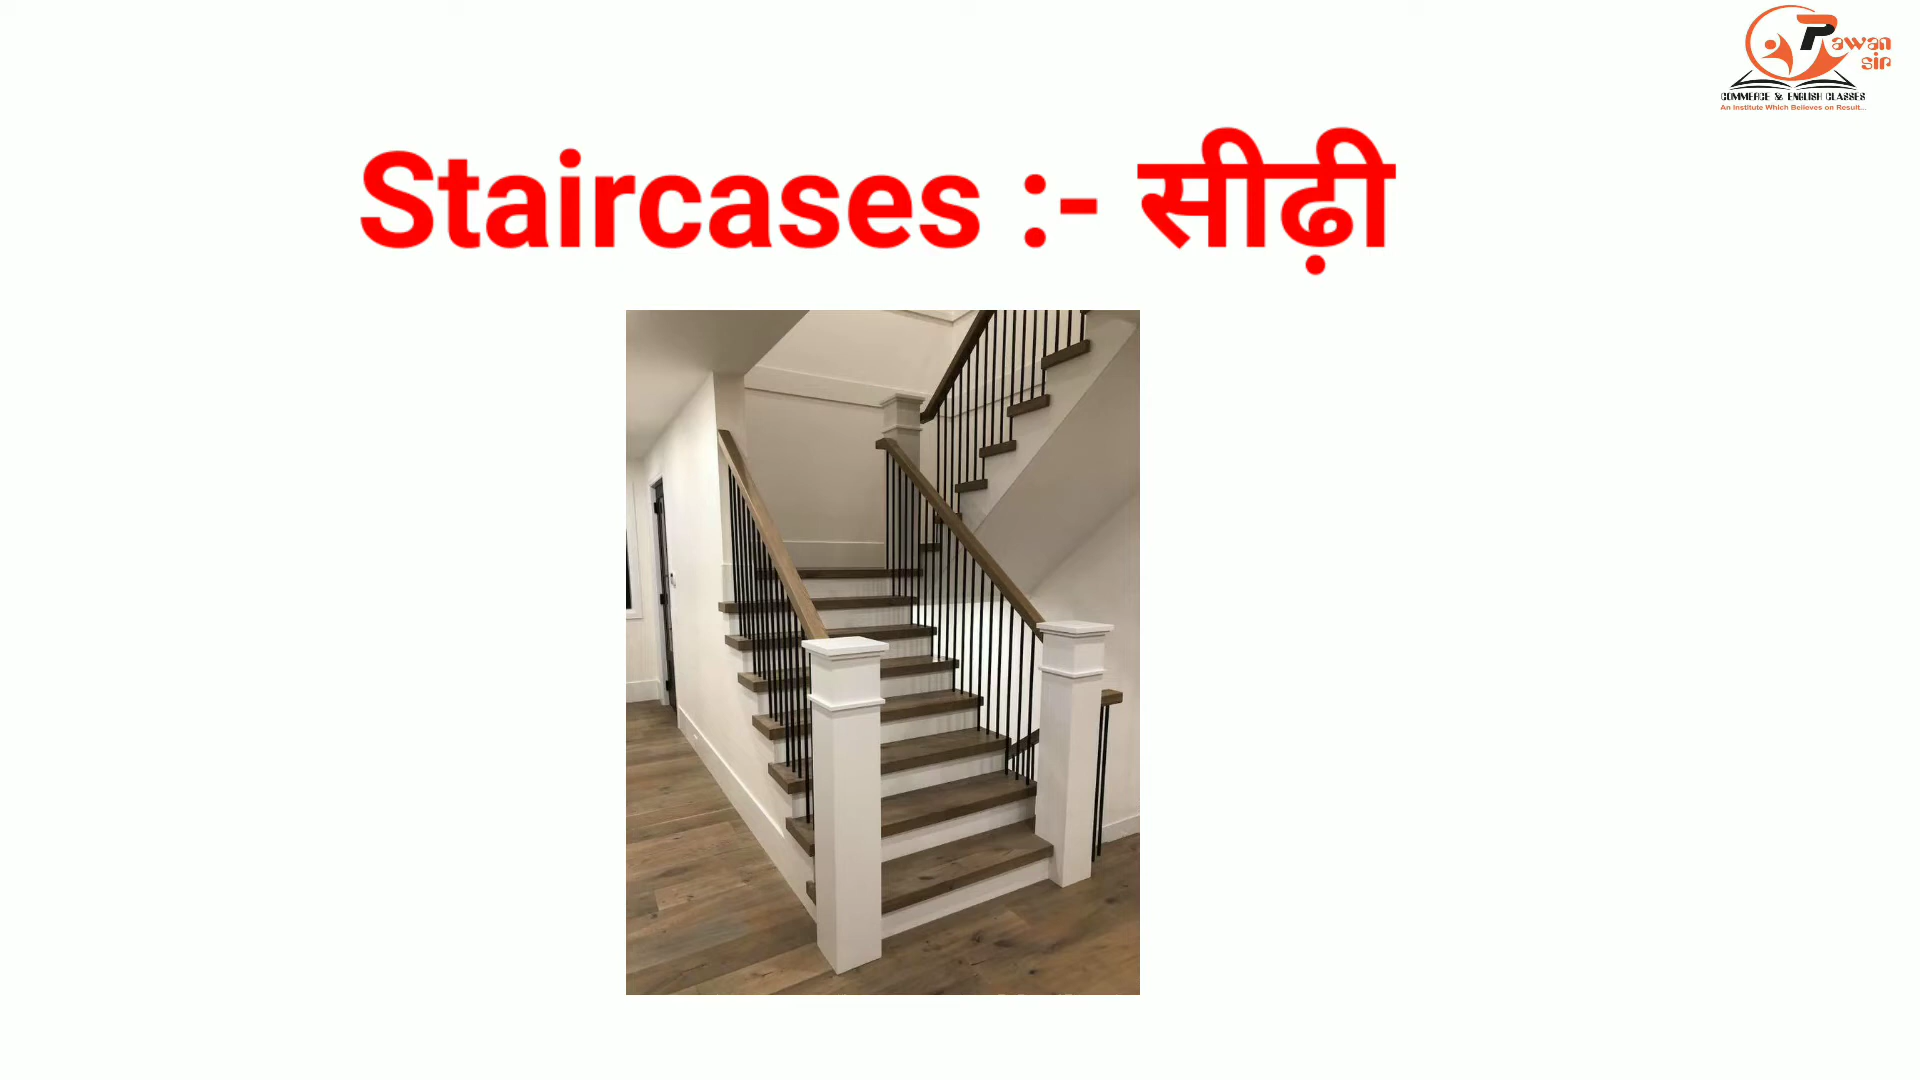 Pawan
sir
COMMERCE & ENGLISH CLASSES
An Institute Which Believes on Result...
Staircases :- सीढ़ी